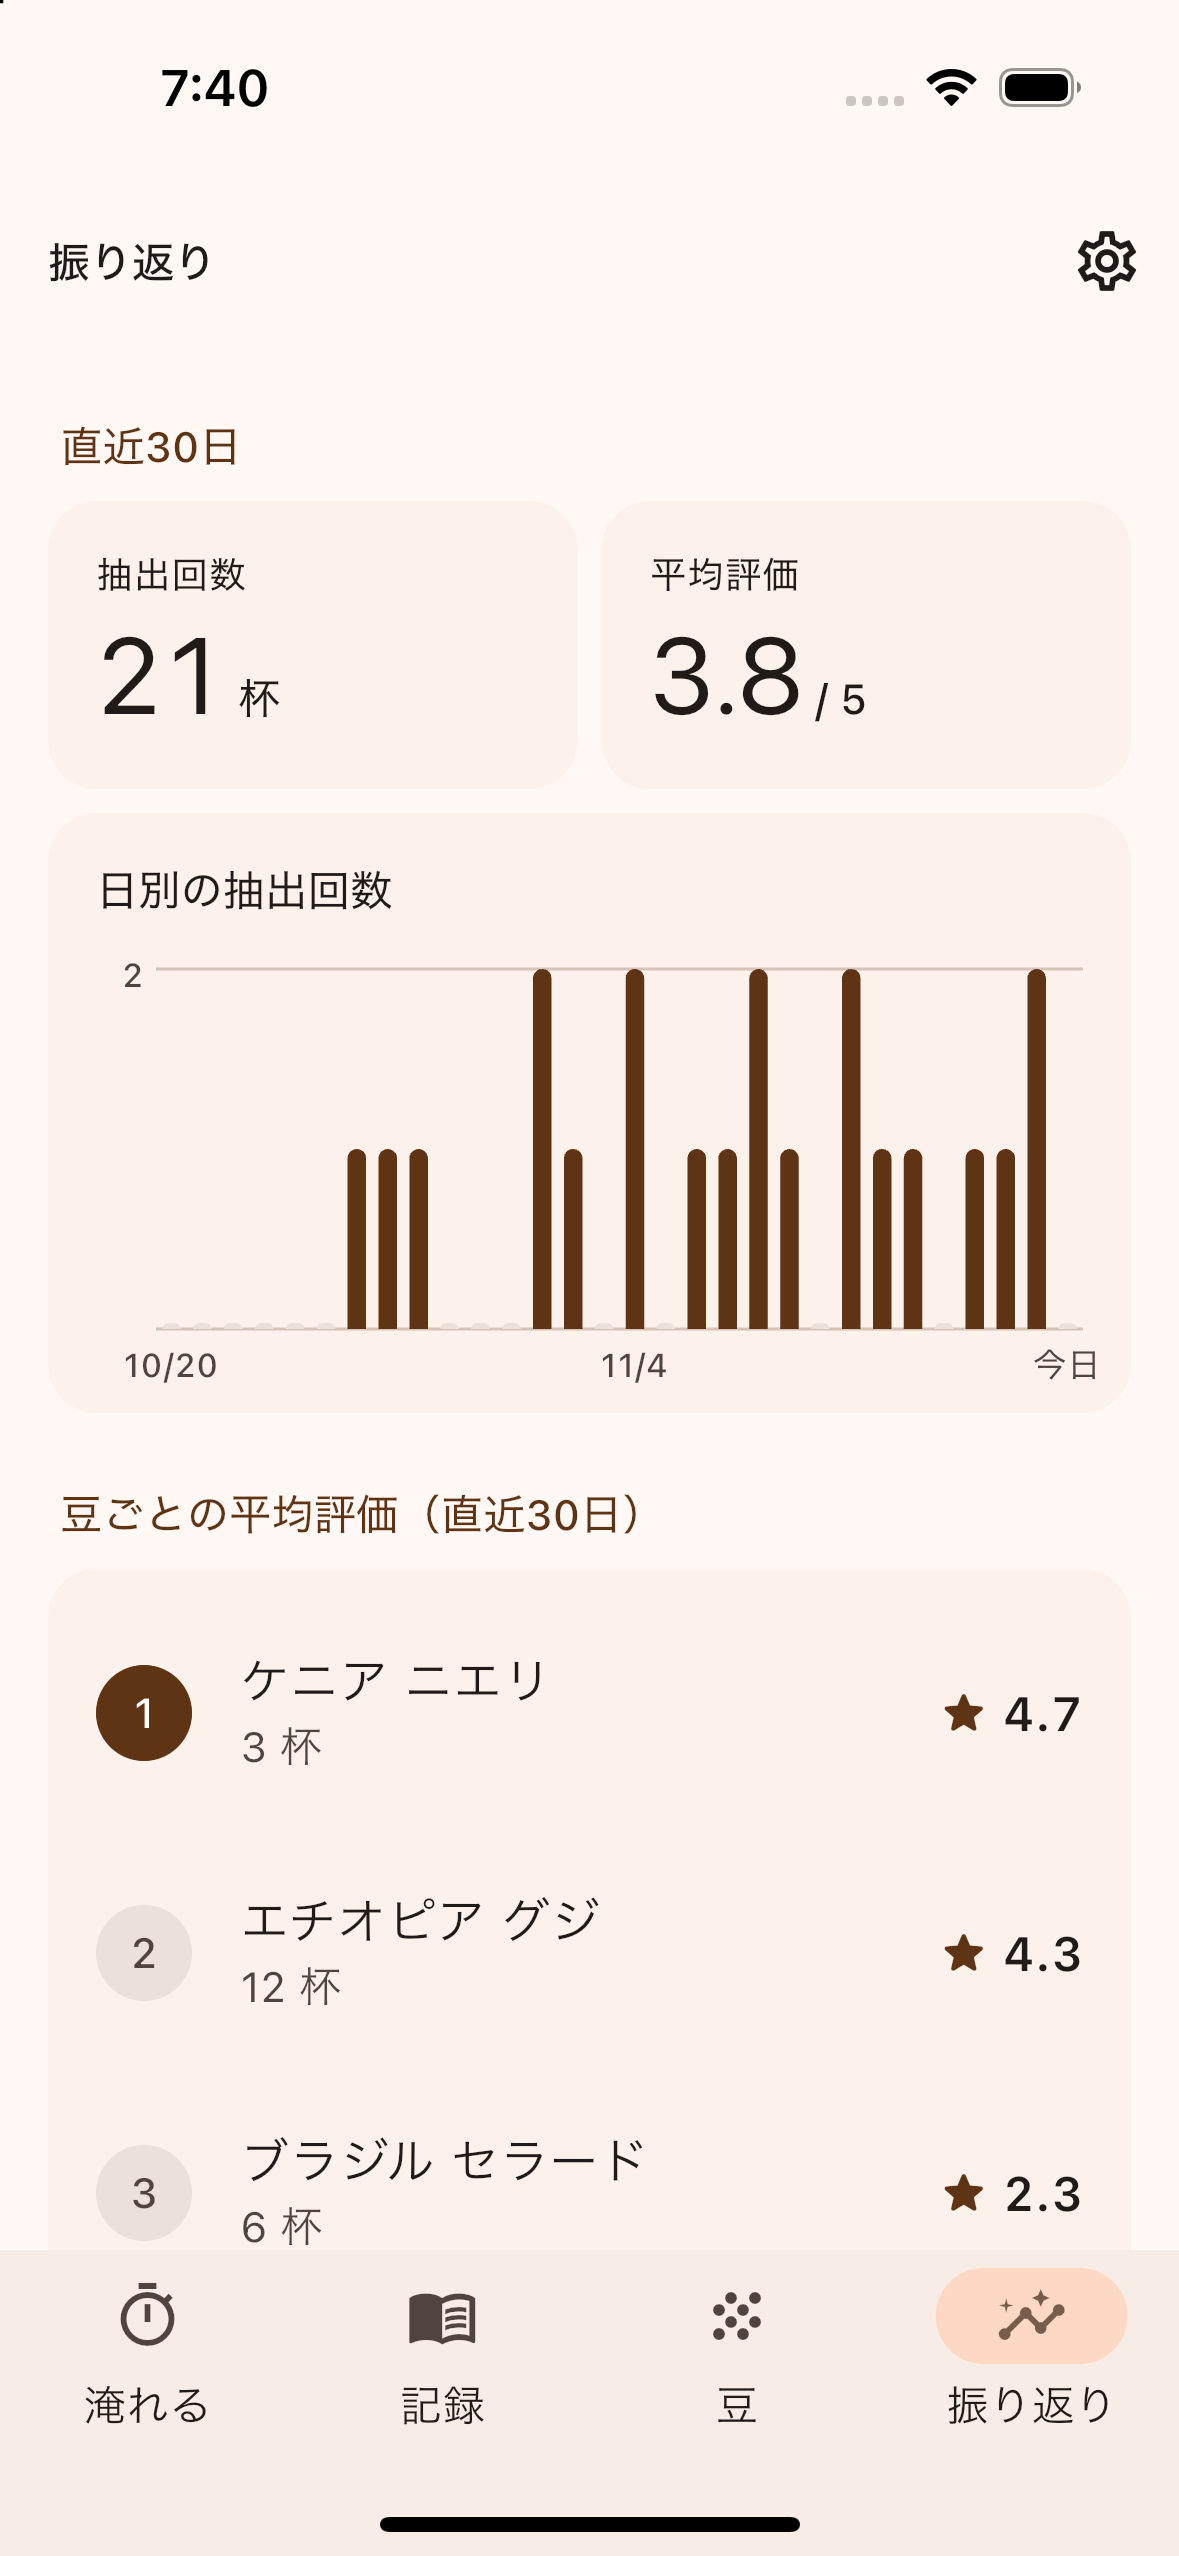 7:40
振り返り
直近30日
抽出回数
21 杯
平均評価
3.8 / 5
日別の抽出回数
2
10/20
11/4
今日
豆ごとの平均評価（直近30日）
1
ケニア ニエリ
3 杯
4.7
2
エチオピア グジ
12 杯
4.3
3
ブラジル セラード
6 杯
2.3
淹れる
記録
豆
振り返り